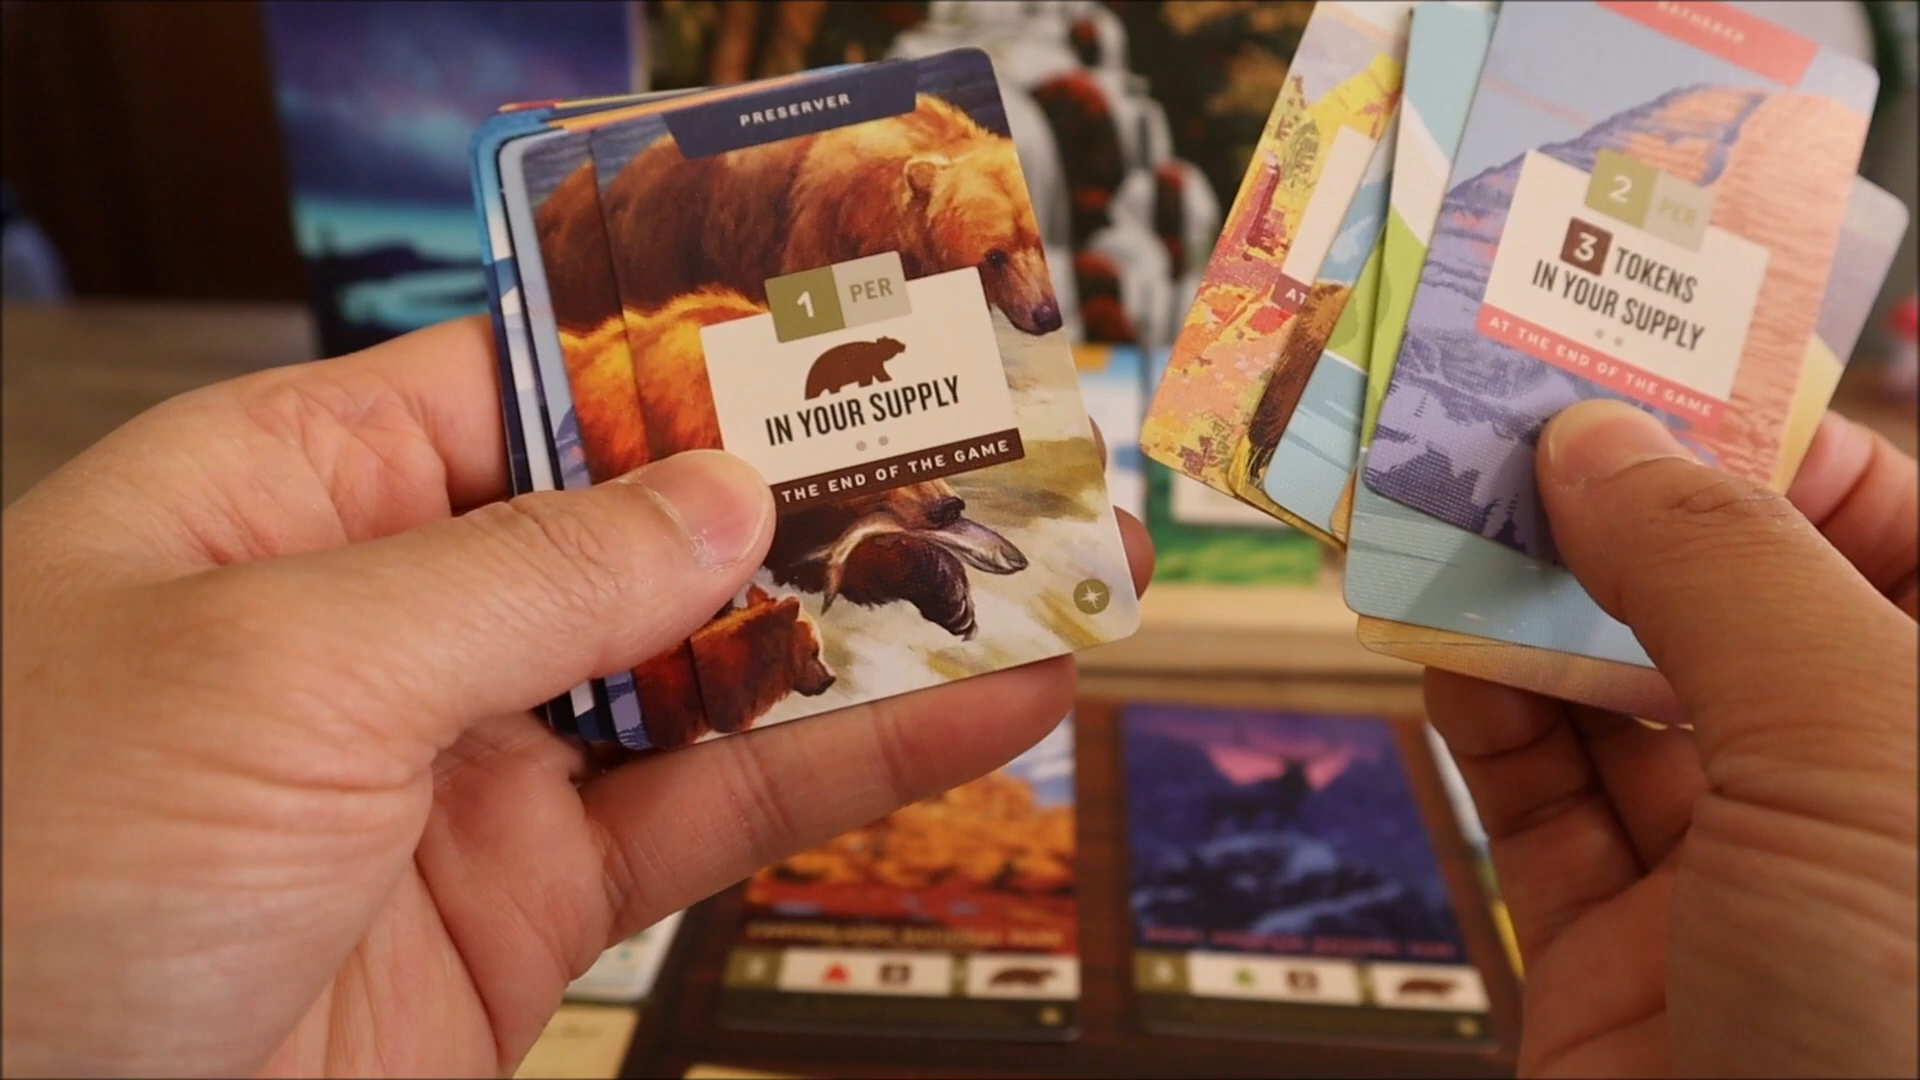 PRESERVER
1 PER
IN YOUR SUPPLY
THE END OF THE GAME
2 PER
3 TOKENS
IN YOUR SUPPLY
AT THE END OF THE GAME
AT